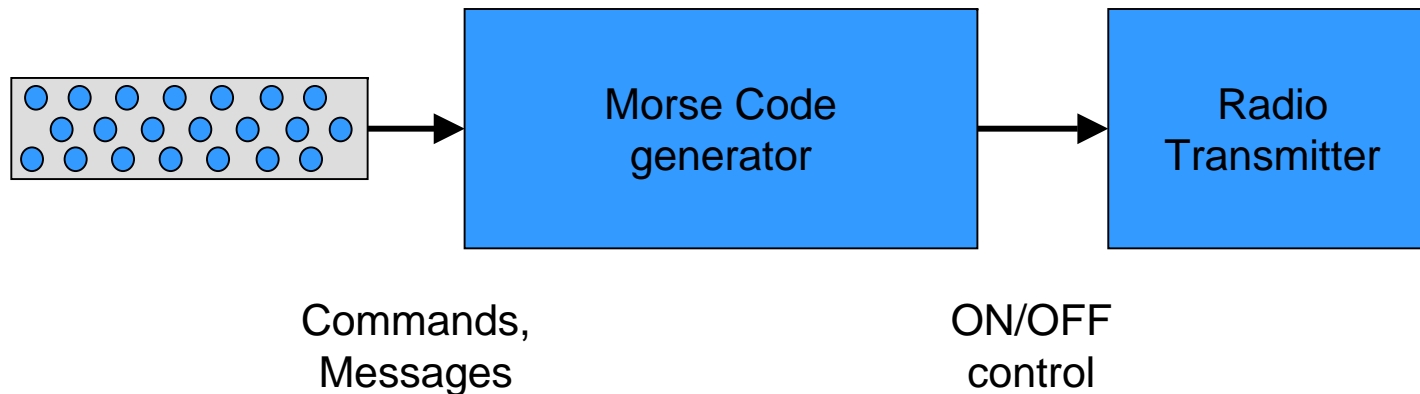 Morse Code
generator
Radio
Transmitter
Commands,
Messages
ON/OFF
control